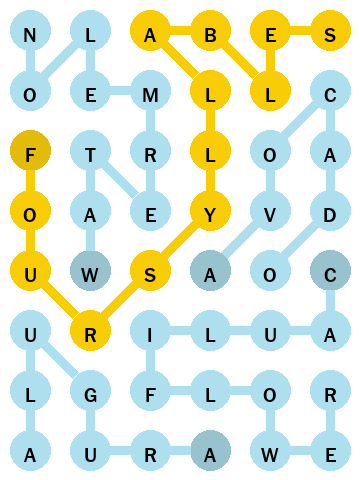 N L A B E S
O E M L L C
F T R L O A
O A E Y V D
U W S A O C
U R I L U A
L G F L O R
A U R A W E